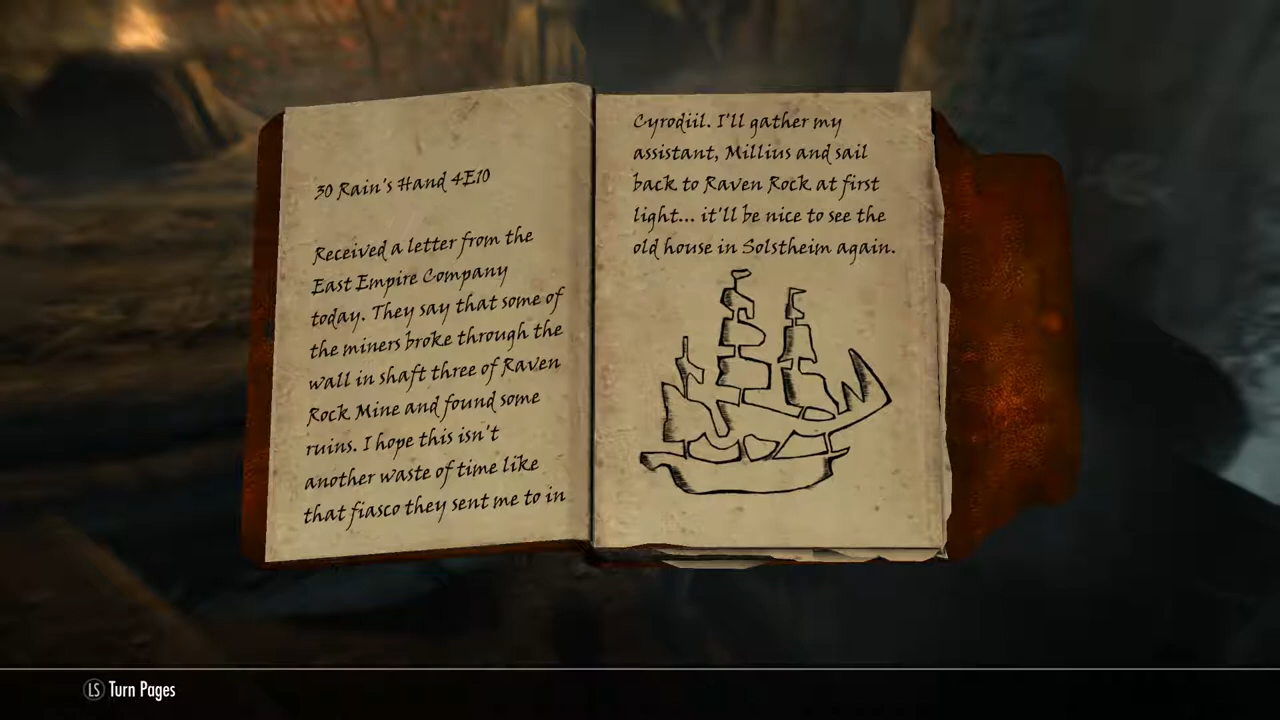 30 Rain's Hand 4E10
Received a letter from the
East Empire Company
today. They say that some of
the miners broke through the
wall in shaft three of Raven
Rock Mine and found some
ruins. I hope this isn't
another waste of time like
that fiasco they sent me to in
Cyrodiil. I'll gather my
assistant, Millius and sail
back to Raven Rock at first
light... it'll be nice to see the
old house in Solstheim again.
LS Turn Pages